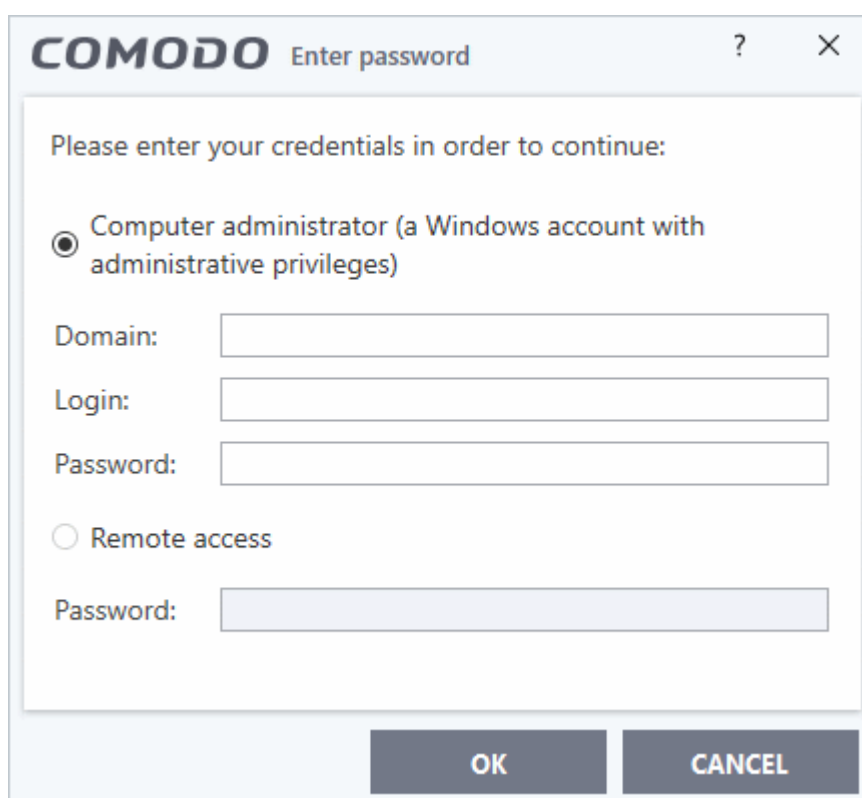 COMODO Enter password ?
Please enter your credentials in order to continue:
Computer administrator (a Windows account with
administrative privileges)
Domain:
Login:
Password:
Remote access
Password:
OK CANCEL